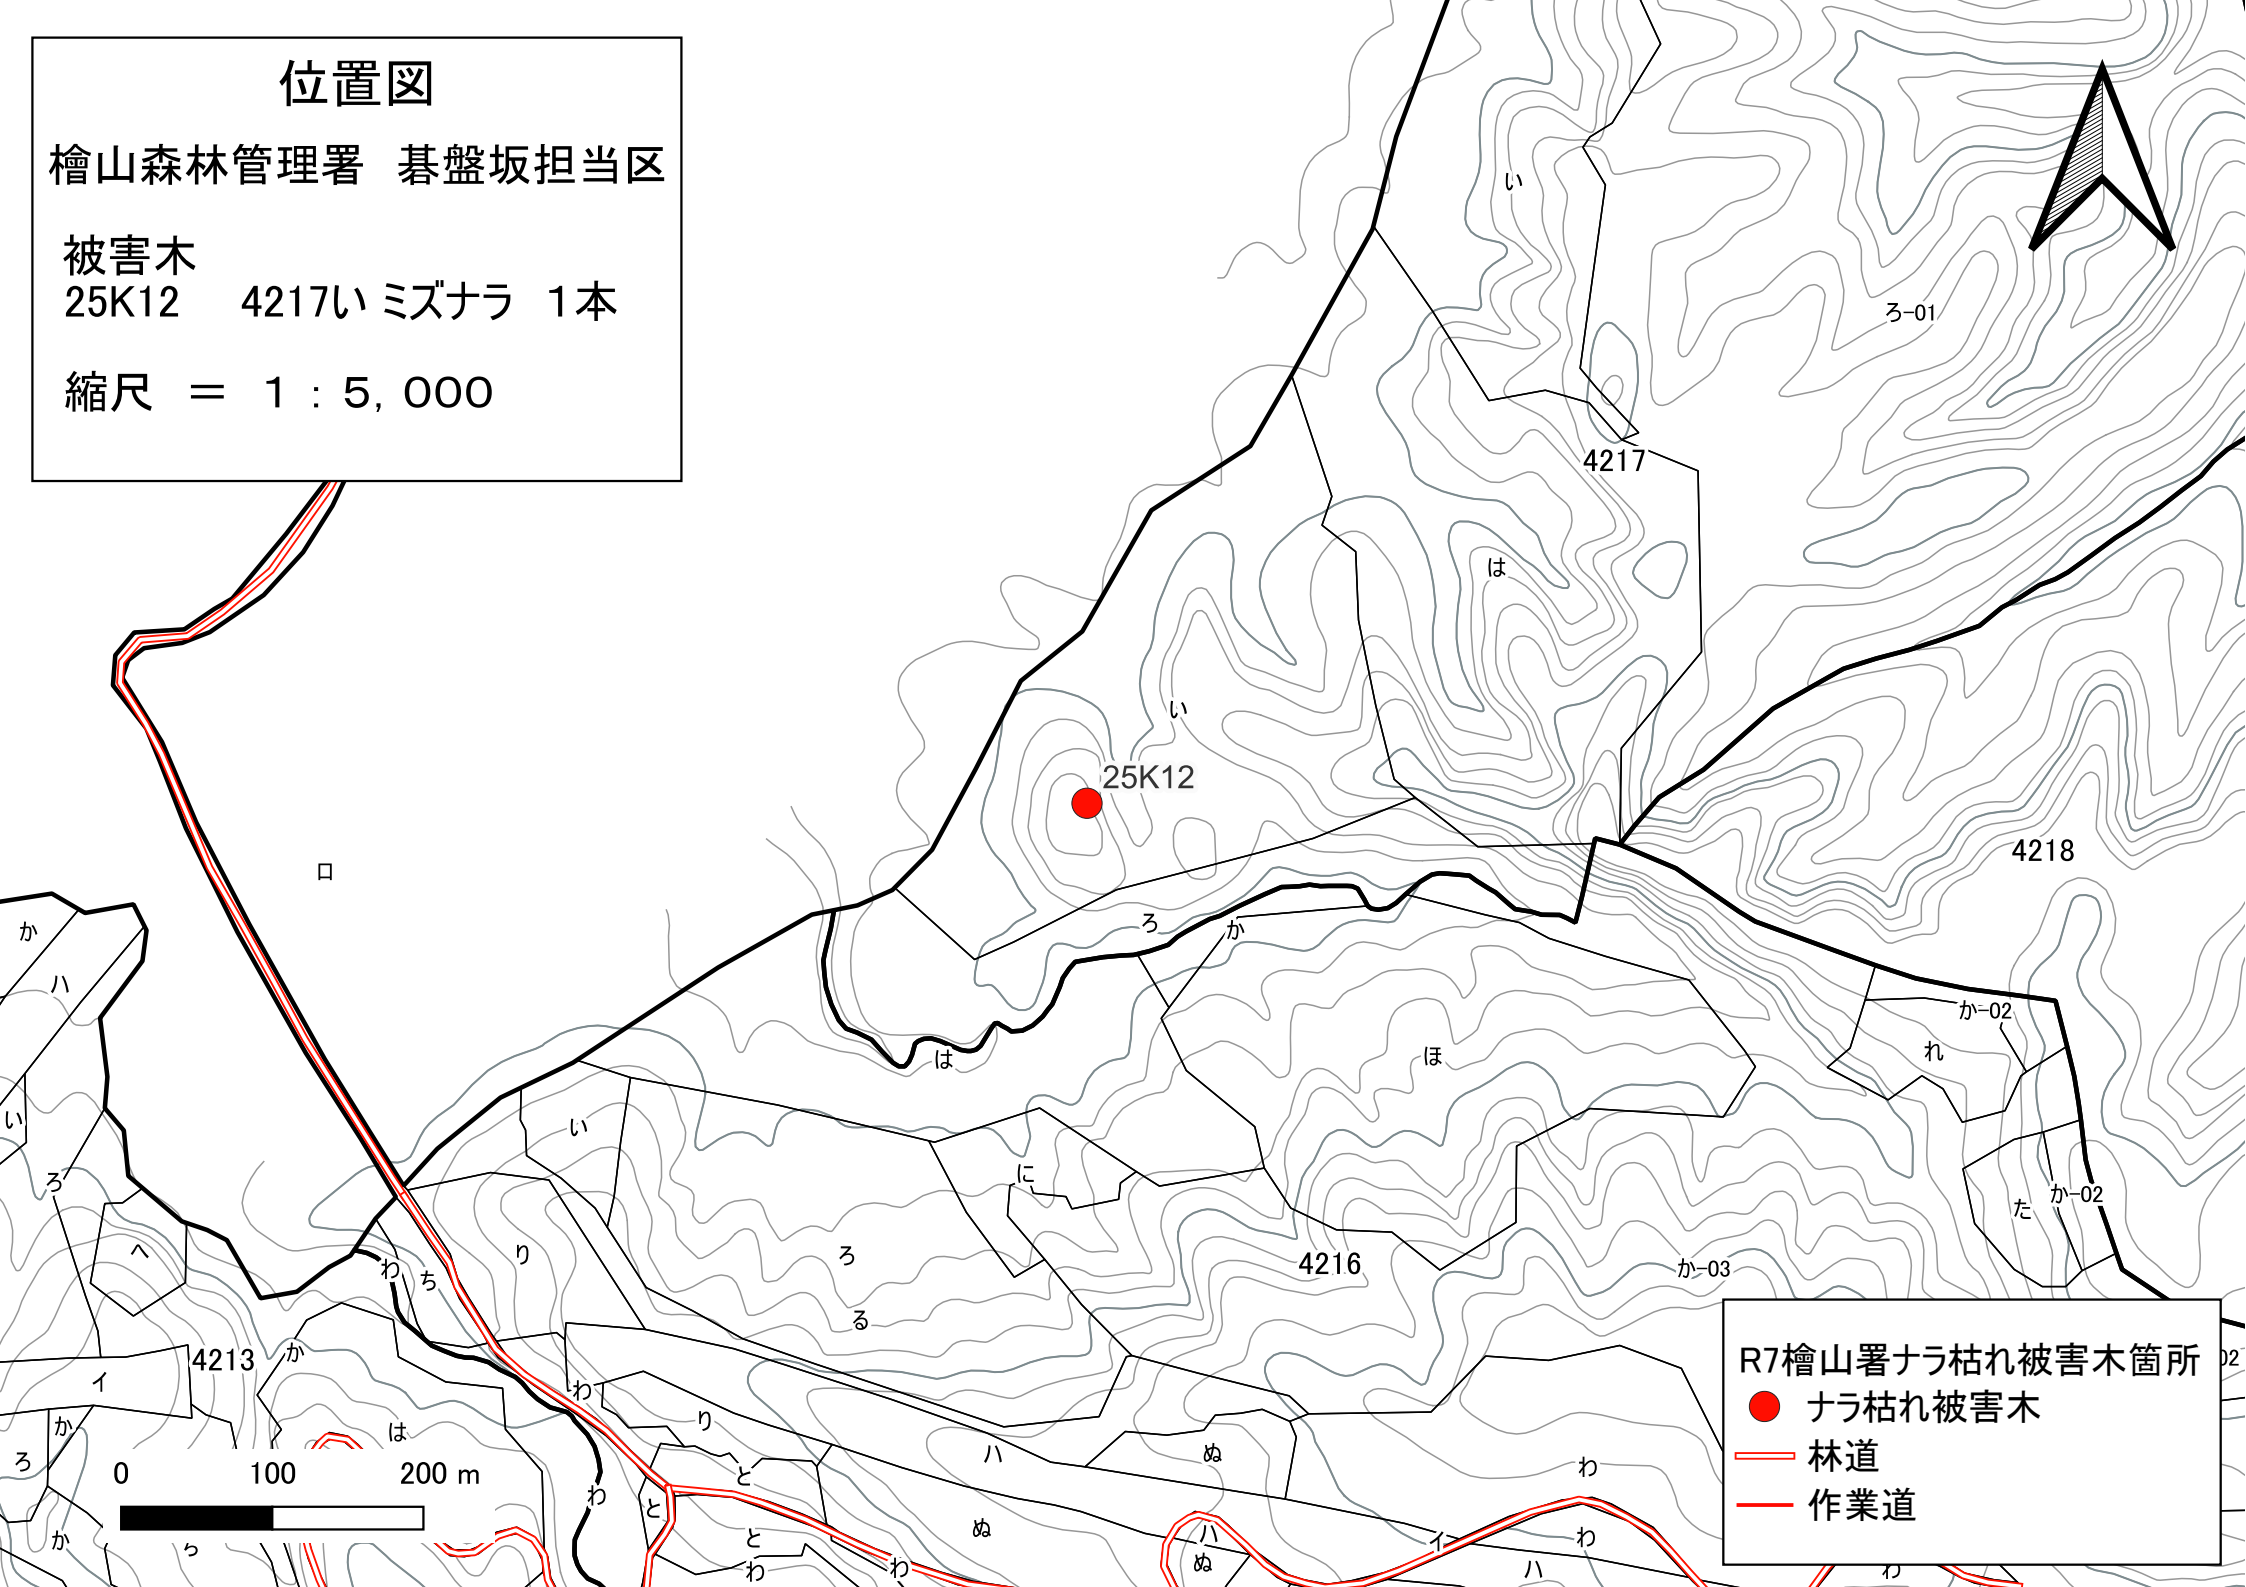 位置図
檜山森林管理署　碁盤坂担当区
被害木
25K12　4217い ミズナラ　1本
縮尺　＝　1：5,000
い
ろ-01
4217
は
い
25K12
4218
ロ
か
ろ
か
ハ
か-02
れ
は
ほ
い
い
に
ろ
か-02
た
へ
わ
ち
り
ろ
4216
か-03
る
4213
か
イ
わ
か
は
り
ハ
ぬ
わ
ろ
と
と
わ
か
ら
と
わ
わ
ぬ
ハ
ぬ
イ
わ
ハ
わ
02
0　100　200 m
R7檜山署ナラ枯れ被害木箇所
ナラ枯れ被害木
林道
作業道